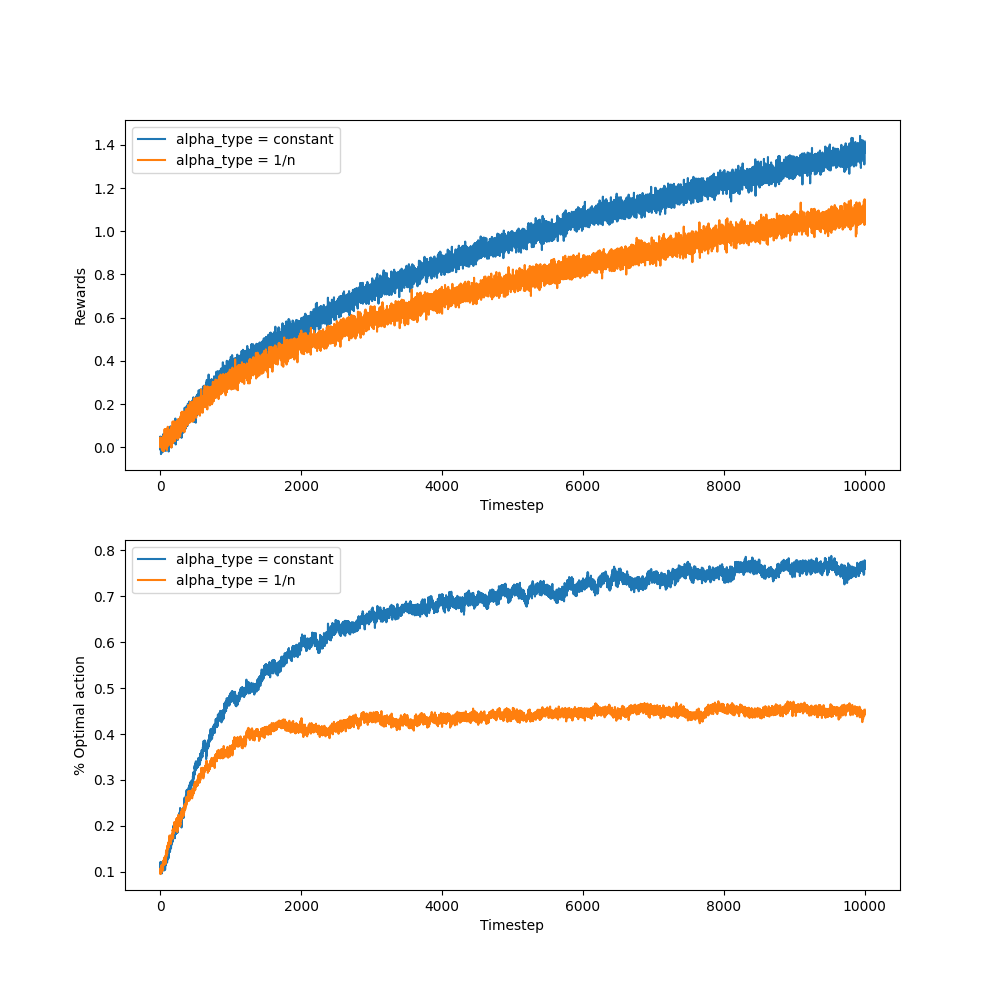 alpha_type = constant
alpha_type = 1/n
1.4
1.2
1.0
0.8
0.6
0.4
0.2
0.0
Rewards
0 2000 4000 6000 8000 10000
Timestep
alpha_type = constant
alpha_type = 1/n
0.8
0.7
0.6
0.5
0.4
0.3
0.2
0.1
% Optimal action
0 2000 4000 6000 8000 10000
Timestep